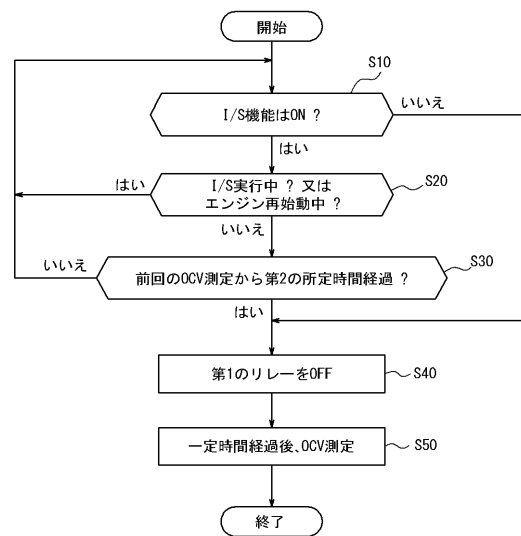 開始
S10
I/S機能はON ?
いいえ
はい
S20
はい
I/S実行中 ? 又は
エンジン再始動中 ?
いいえ
いいえ
S30
前回のOCV測定から第2の所定時間経過 ?
はい
第1のリレーをOFF
S40
一定時間経過後、OCV測定
S50
終了